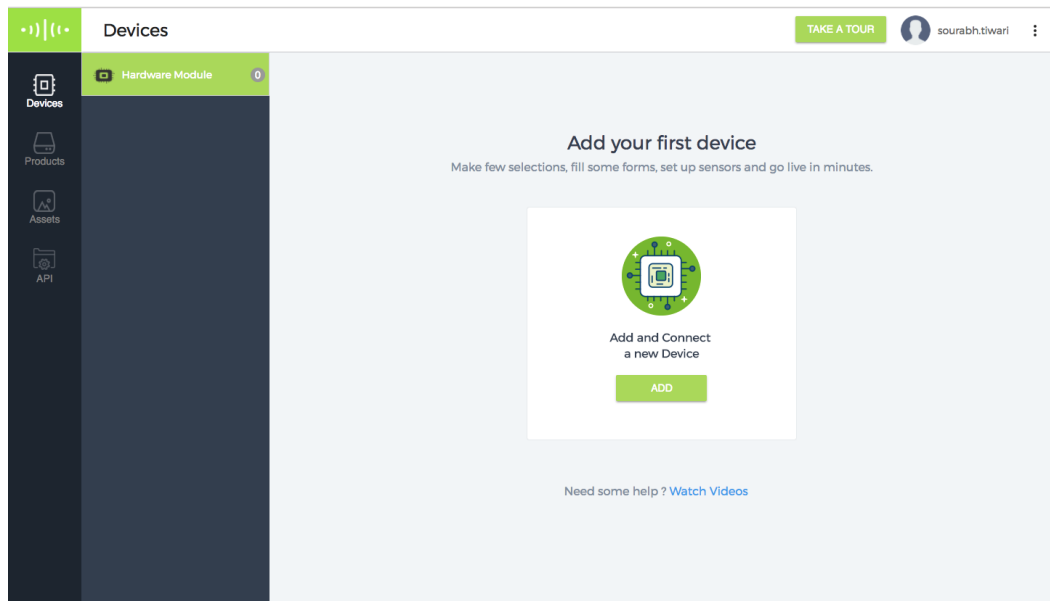 Devices
TAKE A TOUR
sourabh.tiwari
Devices
Products
Assets
API
Hardware Module
0
Add your first device
Make few selections, fill some forms, set up sensors and go live in minutes.
Add and Connect
a new Device
ADD
Need some help ? Watch Videos